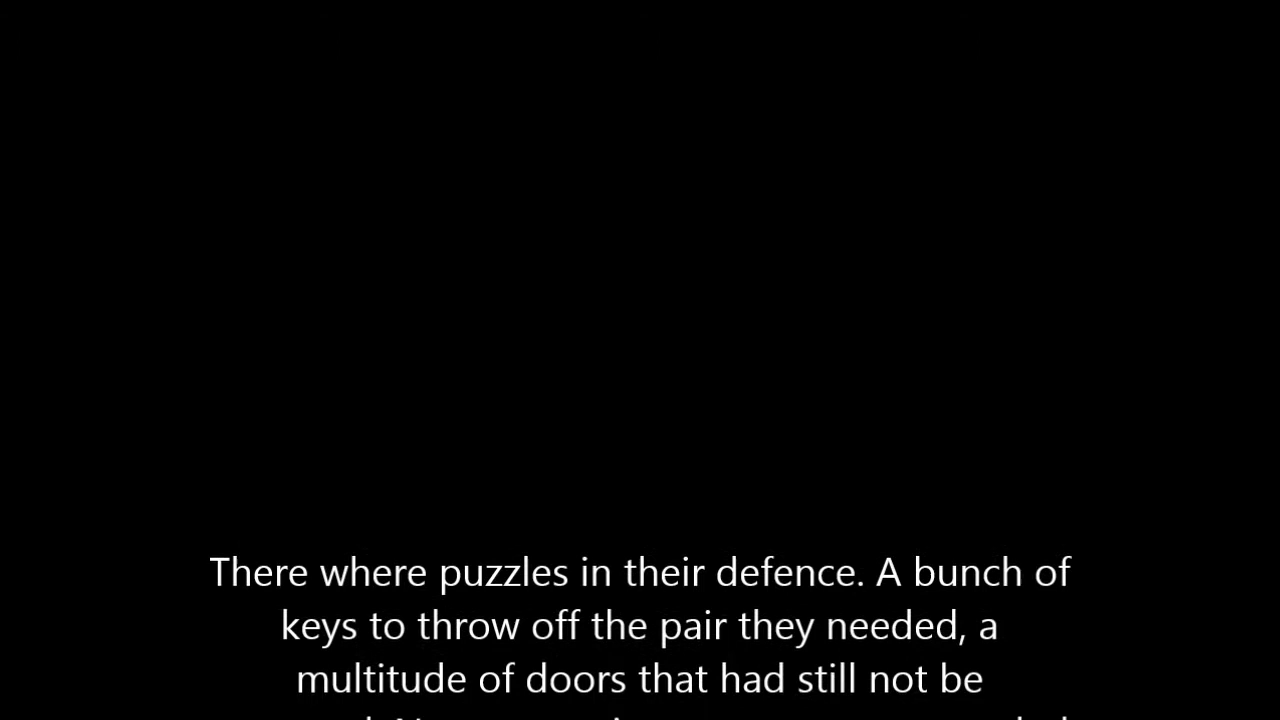 There where puzzles in their defence. A bunch of
keys to throw off the pair they needed, a
multitude of doors that had still not be